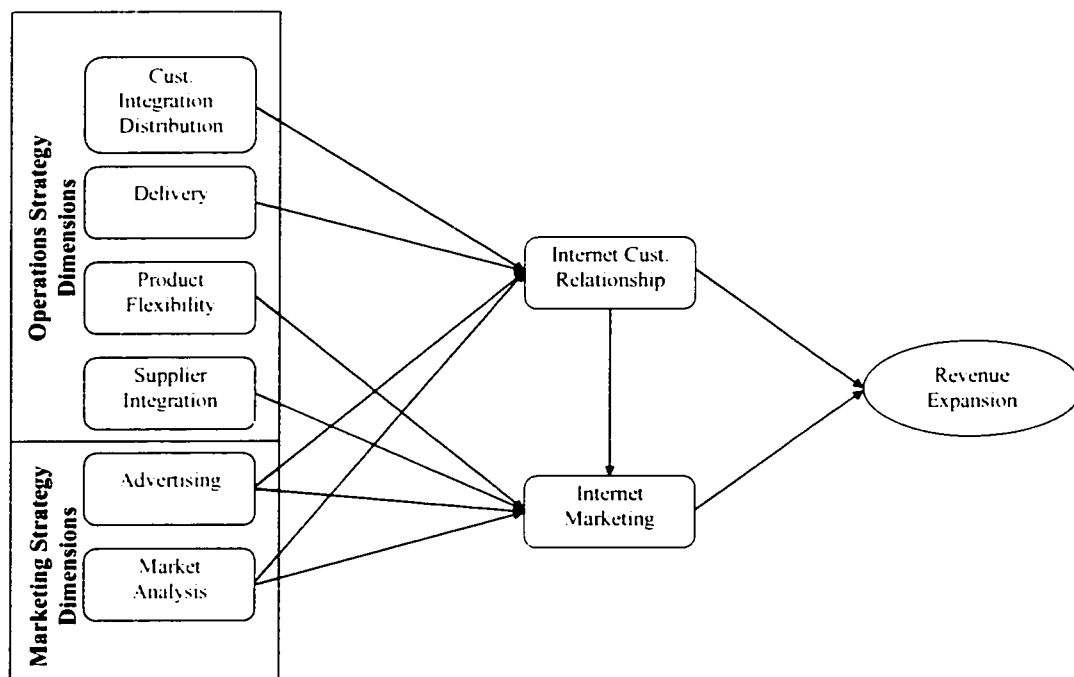 Operations Strategy
Dimensions
Cust.
Integration
Distribution
Delivery
Product
Flexibility
Supplier
Integration
Marketing Strategy
Dimensions
Advertising
Market
Analysis
Internet Cust.
Relationship
Internet
Marketing
Revenue
Expansion